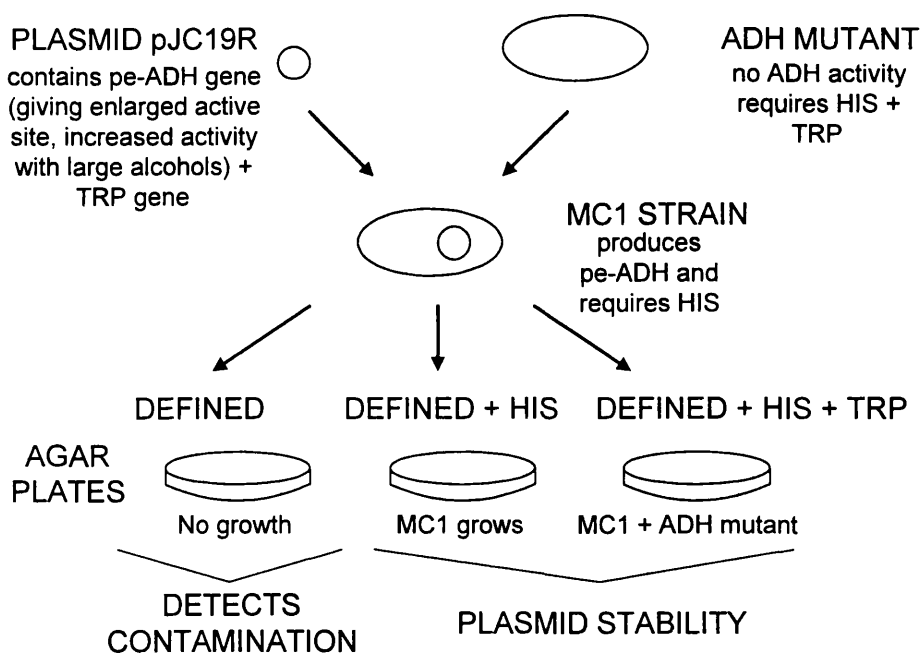 PLASMID pJC19R
contains pe-ADH gene
(giving enlarged active
site, increased activity
with large alcohols) +
TRP gene
ADH MUTANT
no ADH activity
requires HIS +
TRP
MC1 STRAIN
produces
pe-ADH and
requires HIS
DEFINED
DEFINED + HIS
DEFINED + HIS + TRP
AGAR
PLATES
No growth
MC1 grows
MC1 + ADH mutant
DETECTS
CONTAMINATION
PLASMID STABILITY